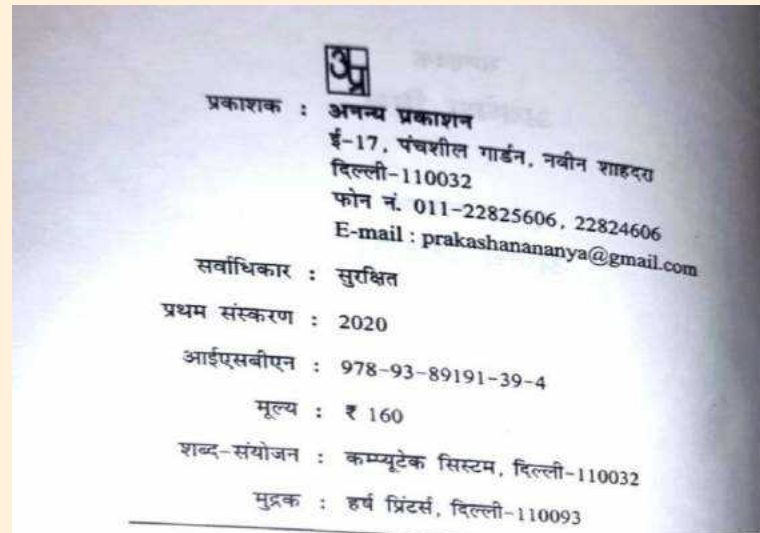 अप्र
प्रकाशक : अनन्य प्रकाशन
ई-17, पंचशील गार्डन, नवीन शाहदरा
दिल्ली-110032
फोन नं. 011-22825606, 22824606
E-mail : prakashanananya@gmail.com
सर्वाधिकार : सुरक्षित
प्रथम संस्करण : 2020
आईएसबीएन : 978-93-89191-39-4
मूल्य : ₹ 160
शब्द-संयोजन : कम्प्यूटेक सिस्टम, दिल्ली-110032
मुद्रक : हर्ष प्रिंटर्स, दिल्ली-110093